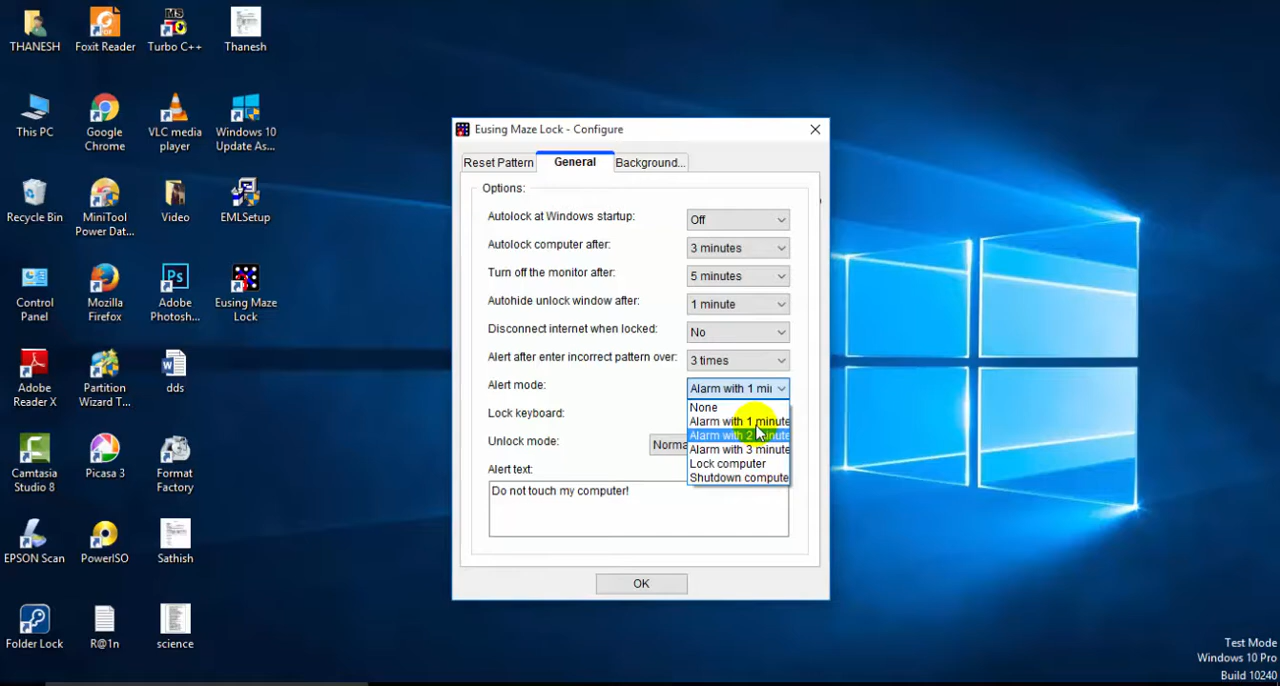 THANESH
Foxit Reader
MS
Turbo C++
Thanesh
This PC
Google
Chrome
VLC media
player
Windows 10
Update As...
Recycle Bin
MiniTool
Power Dat...
Video
EMLSetup
Control
Panel
Mozilla
Firefox
Ps
Adobe
Photosh...
Eusing Maze
Lock
Adobe
Reader X
Partition
Wizard T...
dds
Camtasia
Studio 8
Picasa 3
Format
Factory
EPSON Scan
PowerISO
Sathish
Folder Lock
R@1n
science
Eusing Maze Lock - Configure
Reset Pattern
General
Background...
Options:
Autolock at Windows startup:
Off
Autolock computer after:
3 minutes
Turn off the monitor after:
5 minutes
Autohide unlock window after:
1 minute
Disconnect internet when locked:
No
Alert after enter incorrect pattern over:
3 times
Alert mode:
Alarm with 1 mi
None
Alarm with 1 minute
Alarm with 2 minute
Alarm with 3 minute
Lock computer
Shutdown compute
Lock keyboard:
Unlock mode:
Norma
Alert text:
Do not touch my computer!
OK
Test Mode
Windows 10 Pro
Build 10240